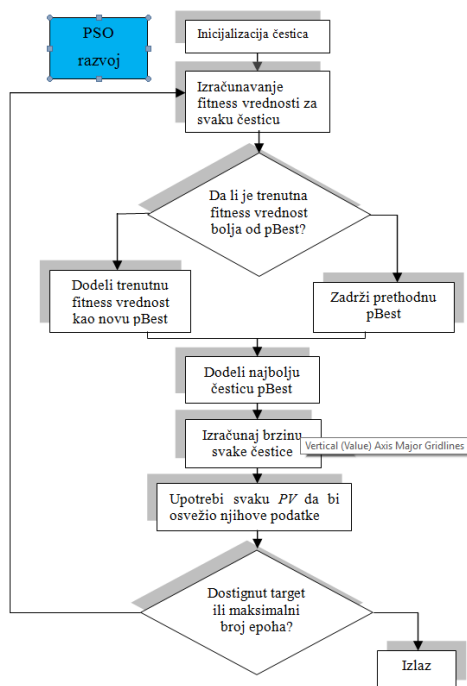 PSO
razvoj
Inicijalizacija čestica
Izračunavanje
fitness vrednosti za
svaku česticu
Da li je trenutna
fitness vrednost
bolja od pBest?
Dodeli trenutnu
fitness vrednost
kao novu pBest
Zadrži prethodnu
pBest
Dodeli najbolju
česticu pBest
Izračunaj brzinu
svake čestice
Vertical (Value) Axis Major Gridlines
Upotrebi svaku PV da bi
osvežio njihove podatke
Dostignut target
ili maksimalni
broj epoha?
Izlaz